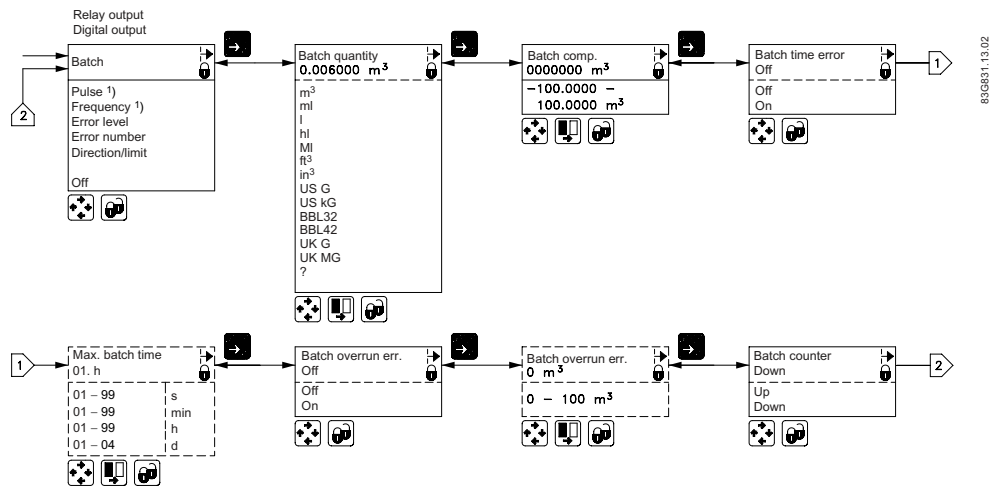 Relay output
Digital output
Batch
Pulse 1)
Frequency 1)
Error level
Error number
Direction/limit
Off
2
Batch quantity
0.006000 m³
m³
ml
l
hl
Ml
ft³
in³
US G
US kG
BBL32
BBL42
UK G
UK MG
?
Batch comp.
0000000 m³
−100.0000 −
100.0000 m³
Batch time error
Off
Off
On
1
83G831.13.02
1
Max. batch time
01. h
01 – 99 s
01 – 99 min
01 – 99 h
01 – 04 d
Batch overrun err.
Off
Off
On
Batch overrun err.
0 m³
0 − 100 m³
Batch counter
Down
Up
Down
2